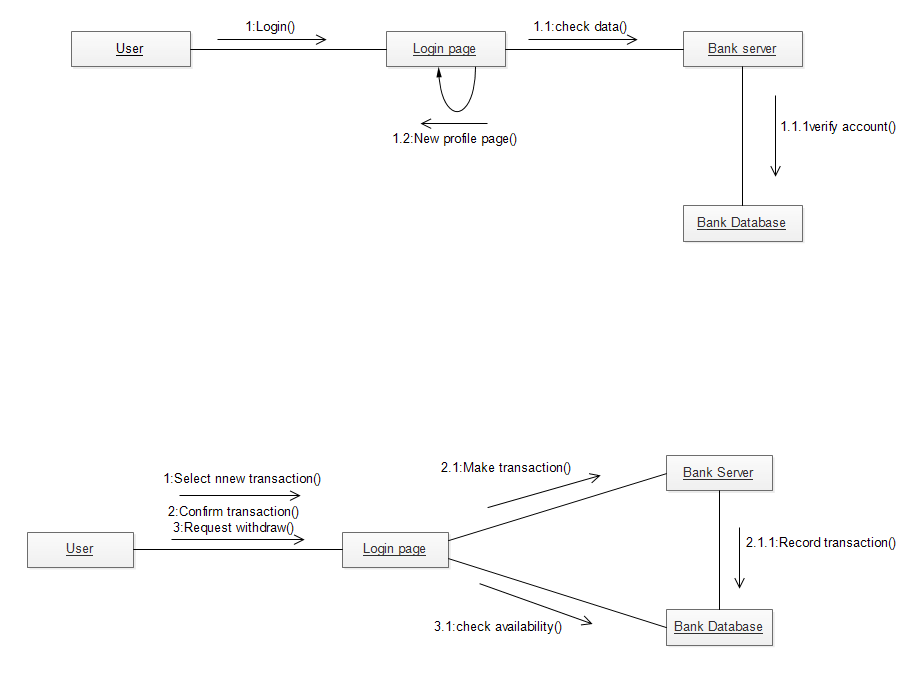 1:Login()
1.1:check data()
User
Login page
Bank server
1.1.1verify account()
1.2:New profile page()
Bank Database
1:Select nnew transaction()
2:Confirm transaction()
3:Request withdraw()
2.1:Make transaction()
Bank Server
User
Login page
2.1.1:Record transaction()
3.1:check availability()
Bank Database